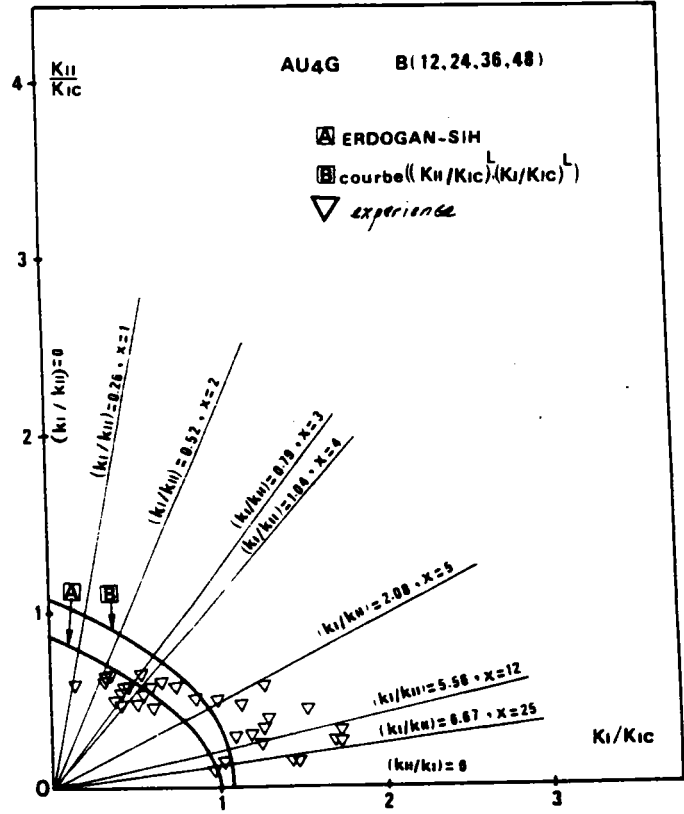 4
KII
KIC
AU4G B(12,24,36,48)
A ERDOGAN-SIH
B courbe((KII/KIC)L.(KI/KIC)L)
experience
3
2
(kI/kII)=0
(kI/kII)=0.26 , x=1
(kI/kII)=0.52 , x=2
(kI/kII)=0.79 , x=3
(kI/kII)=1.04 , x=4
(kI/kII)=2.08 , x=5
(kI/kII)=5.56 , x=12
(kI/kII)=6.67 , x=25
(kII/kI)=0
A
B
1
0
1
2
3
KI/KIC